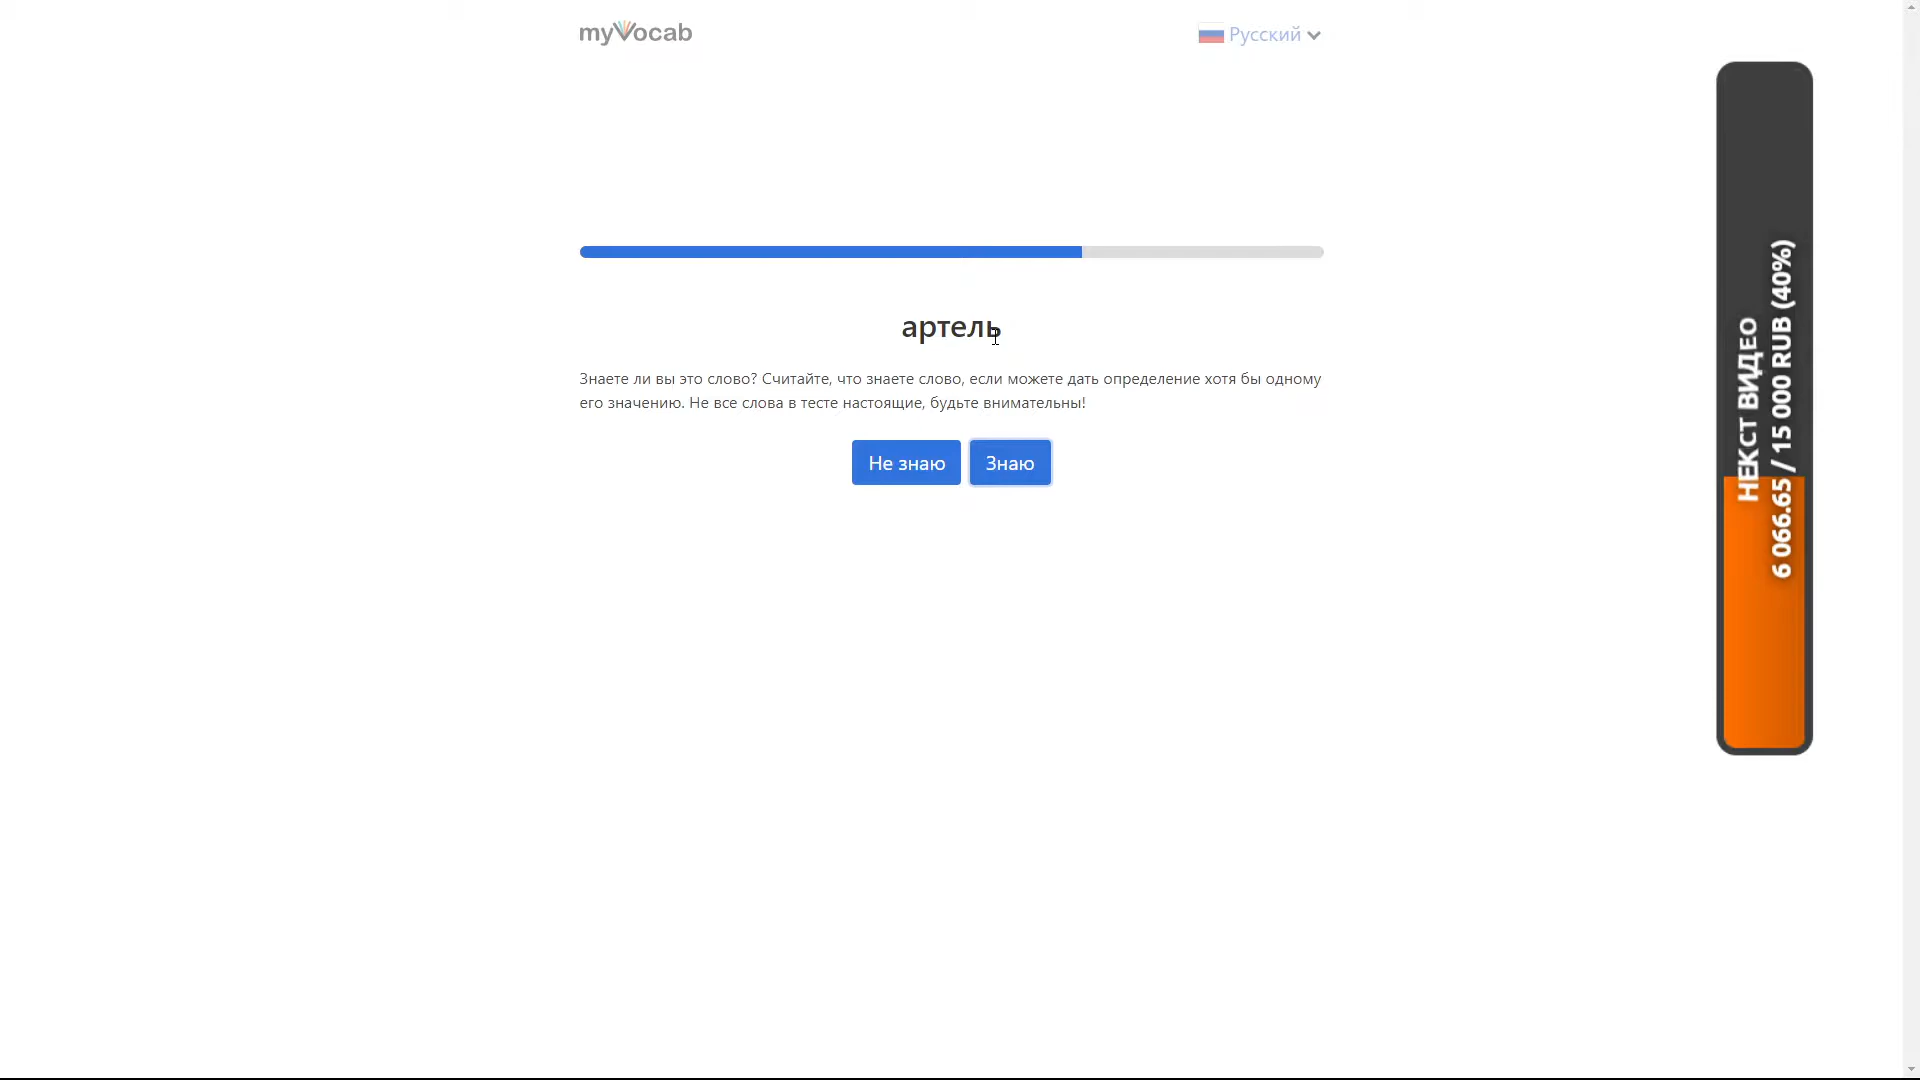 myVocab
Русский
артель
Знаете ли вы это слово? Считайте, что знаете слово, если можете дать определение хотя бы одному
его значению. Не все слова в тесте настоящие, будьте внимательны!
Не знаю
Знаю
НЕКСТ ВИДЕО
6 066.65 / 15 000 RUB (40%)